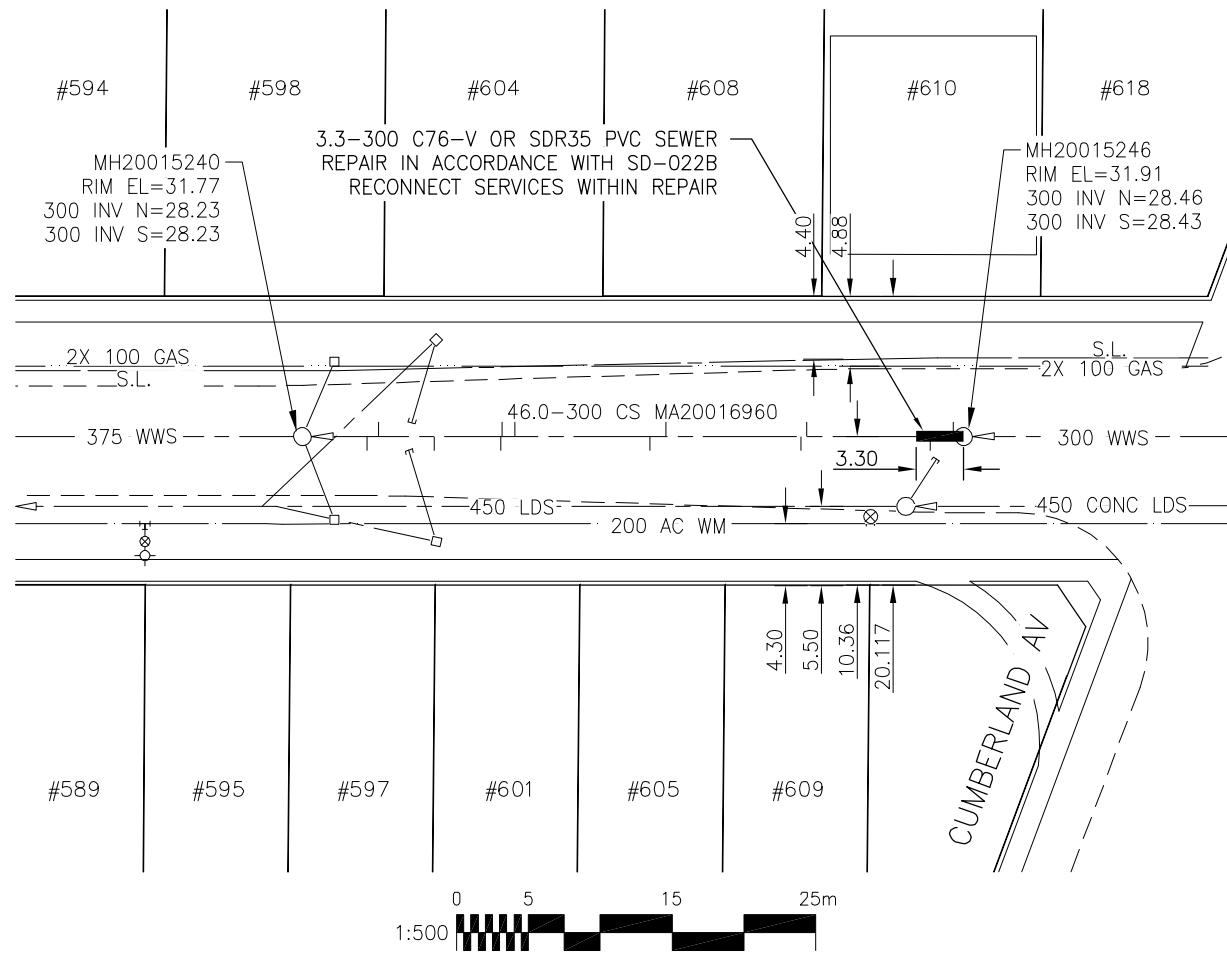 #594
#598
#604
#608
#610
#618
3.3-300 C76-V OR SDR35 PVC SEWER
REPAIR IN ACCORDANCE WITH SD-022B
RECONNECT SERVICES WITHIN REPAIR
MH20015240
RIM EL=31.77
300 INV N=28.23
300 INV S=28.23
MH20015246
RIM EL=31.91
300 INV N=28.46
300 INV S=28.43
4.40
4.88
2X 100 GAS
S.L.
S.L.
2X 100 GAS
46.0-300 CS MA20016960
375 WWS
300 WWS
3.30
450 LDS
450 CONC LDS
200 AC WM
4.30
5.50
10.36
20.117
CUMBERLAND AV
#589
#595
#597
#601
#605
#609
0 5 15 25m
1:500